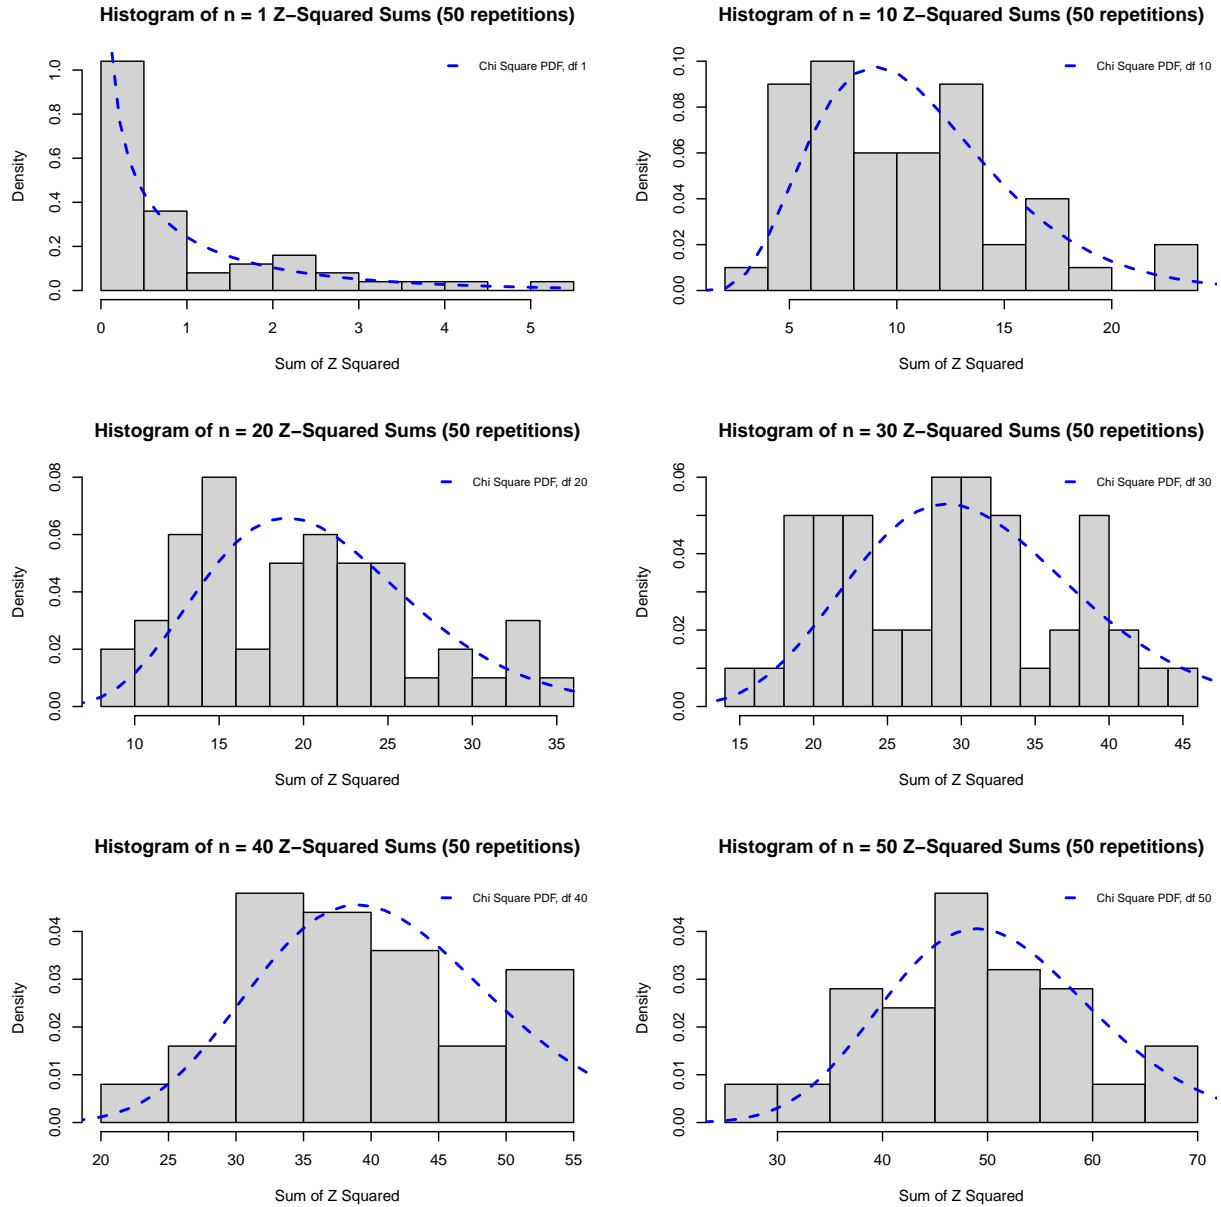 Histogram of n = 1 Z−Squared Sums (50 repetitions)
Chi Square PDF, df 1
Density
0.0 0.2 0.4 0.6 0.8 1.0
0 1 2 3 4 5
Sum of Z Squared
Histogram of n = 10 Z−Squared Sums (50 repetitions)
Chi Square PDF, df 10
Density
0.00 0.02 0.04 0.06 0.08 0.10
5 10 15 20
Sum of Z Squared
Histogram of n = 20 Z−Squared Sums (50 repetitions)
Chi Square PDF, df 20
Density
0.00 0.02 0.04 0.06 0.08
10 15 20 25 30 35
Sum of Z Squared
Histogram of n = 30 Z−Squared Sums (50 repetitions)
Chi Square PDF, df 30
Density
0.00 0.02 0.04 0.06
15 20 25 30 35 40 45
Sum of Z Squared
Histogram of n = 40 Z−Squared Sums (50 repetitions)
Chi Square PDF, df 40
Density
0.00 0.01 0.02 0.03 0.04
20 25 30 35 40 45 50 55
Sum of Z Squared
Histogram of n = 50 Z−Squared Sums (50 repetitions)
Chi Square PDF, df 50
Density
0.00 0.01 0.02 0.03 0.04
30 40 50 60 70
Sum of Z Squared